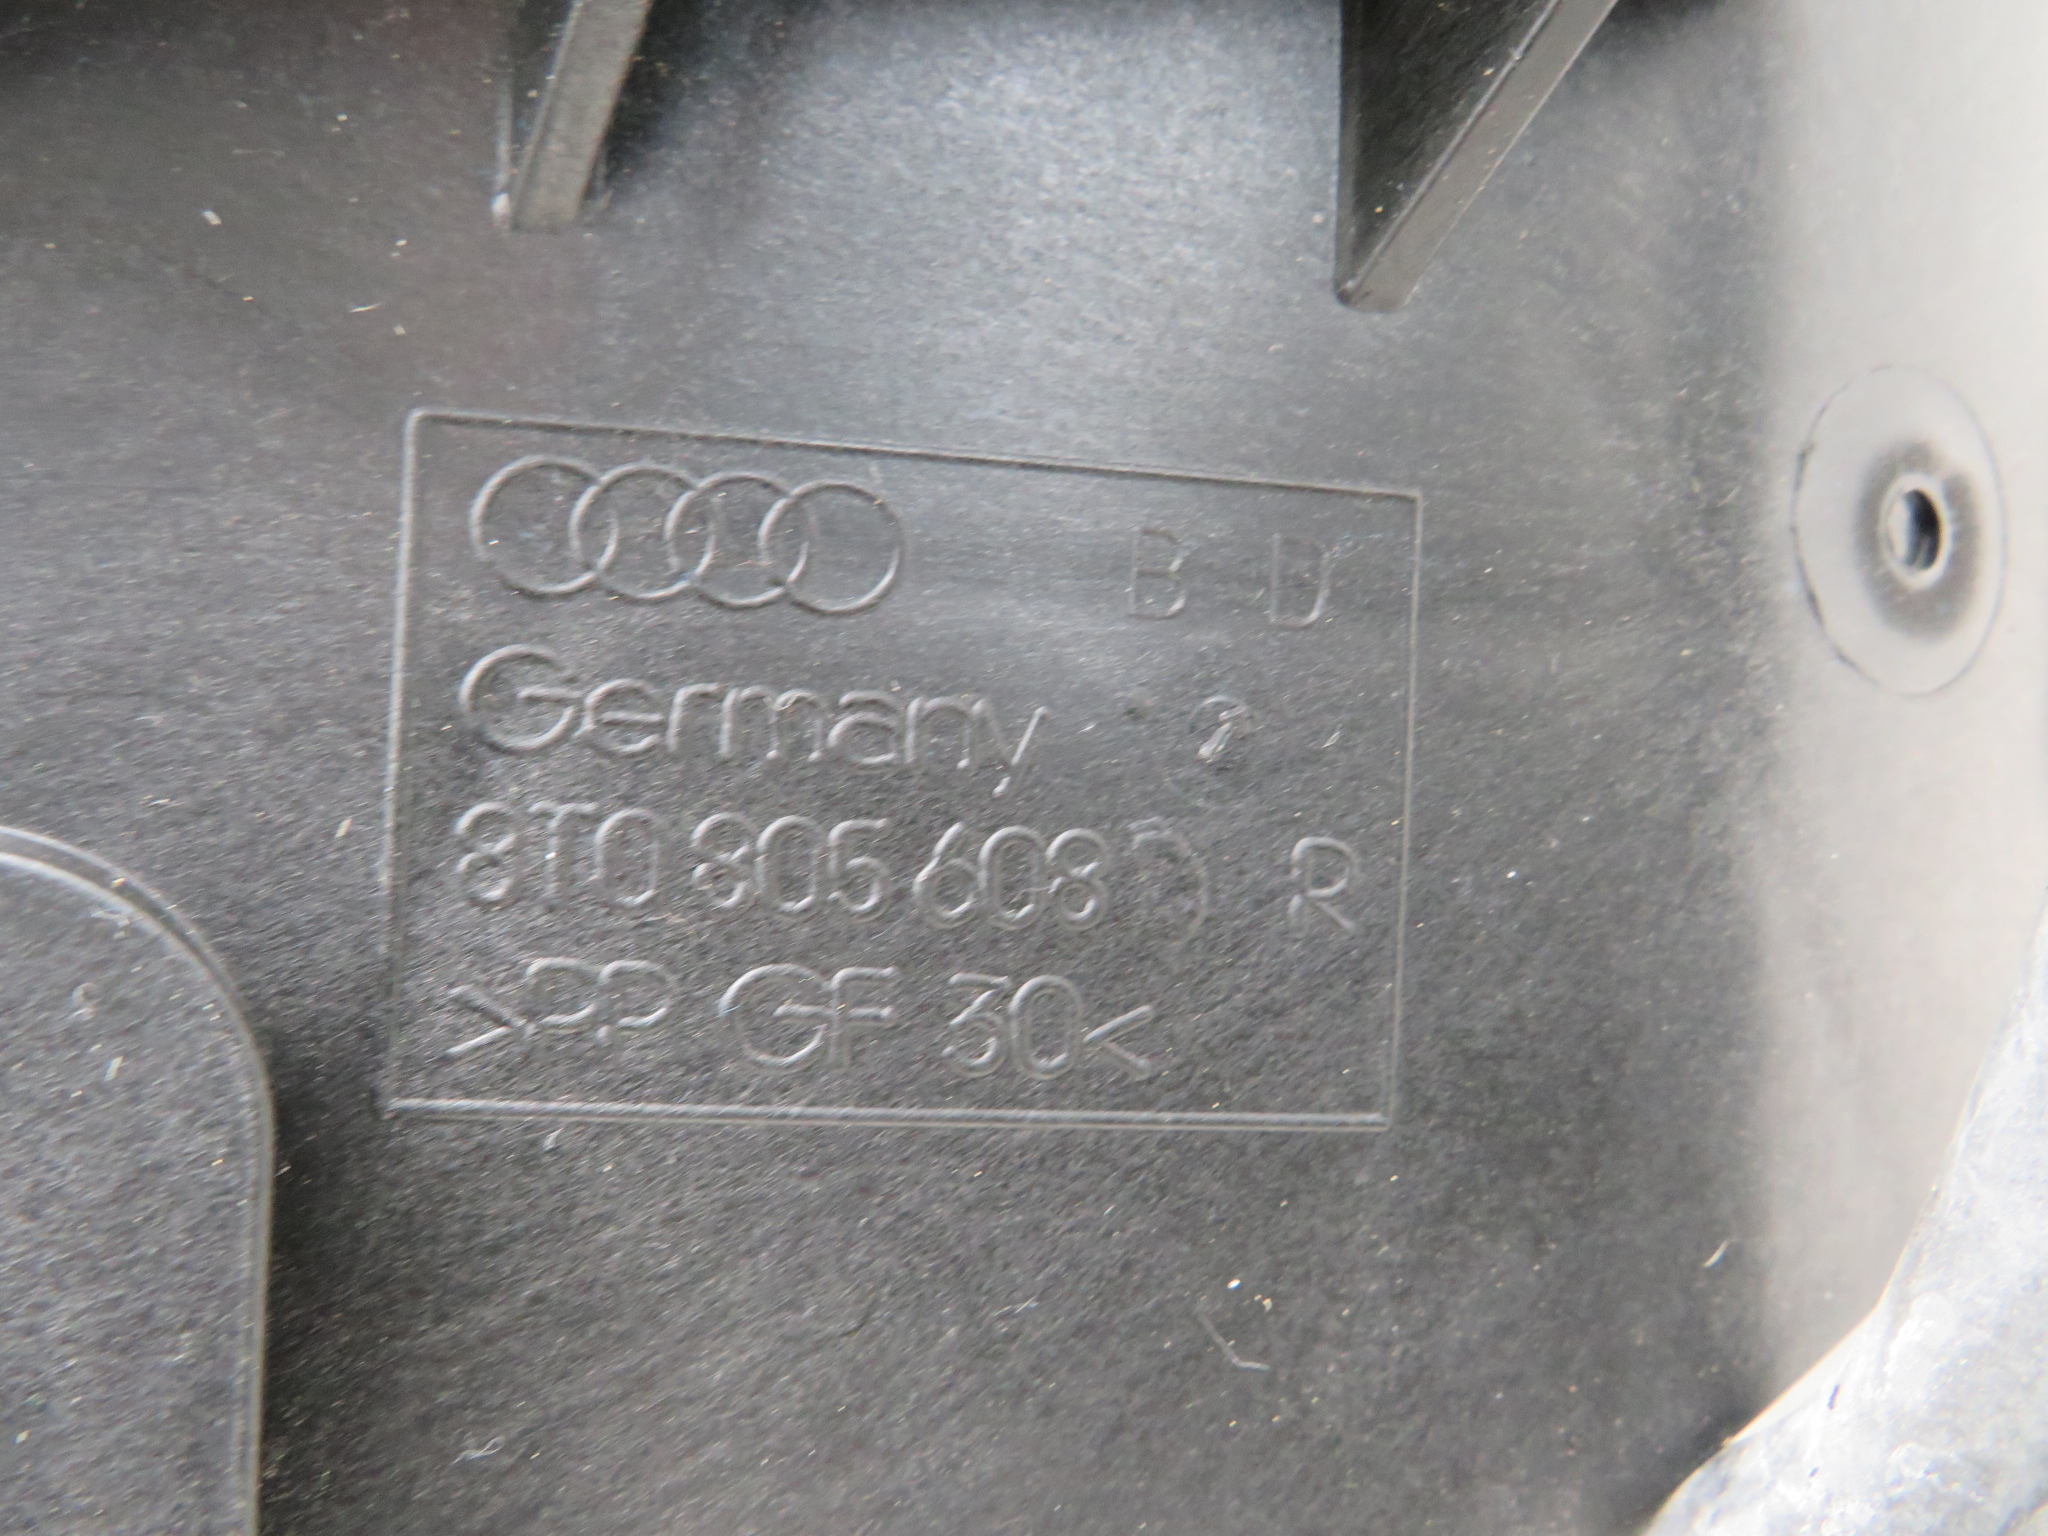 B D
Germany
8T0 805 608 R
>PP GF 30<